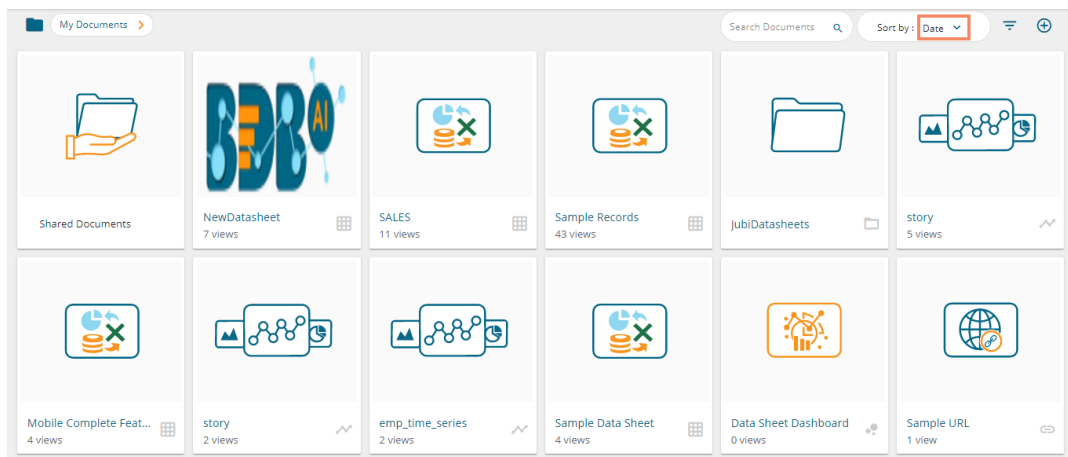 My Documents
Search Documents
Sort by : Date
BDB
AI
Shared Documents
NewDatasheet
7 views
SALES
11 views
Sample Records
43 views
JubiDatasheets
story
5 views
Mobile Complete Feat...
4 views
story
2 views
emp_time_series
2 views
Sample Data Sheet
4 views
Data Sheet Dashboard
0 views
Sample URL
1 view